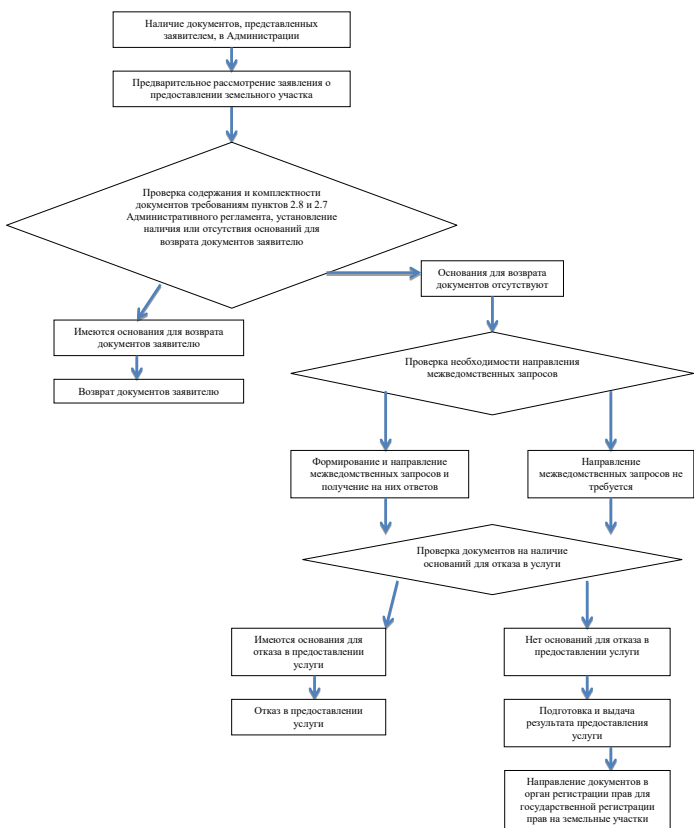 Наличие документов, представленных
заявителем, в Администрации
Предварительное рассмотрение заявления о
предоставлении земельного участка
Проверка содержания и комплектности
документов требованиям пунктов 2.8 и 2.7
Административного регламента, установление
наличия или отсутствия оснований для
возврата документов заявителю
Основания для возврата
документов отсутствуют
Имеются основания для возврата
документов заявителю
Возврат документов заявителю
Проверка необходимости направления
межведомственных запросов
Формирование и направление
межведомственных запросов и
получение на них ответов
Направление
межведомственных запросов не
требуется
Проверка документов на наличие
оснований для отказа в услуги
Имеются основания для
отказа в предоставлении
услуги
Нет оснований для отказа в
предоставлении услуги
Отказ в предоставлении
услуги
Подготовка и выдача
результата предоставления
услуги
Направление документов в
орган регистрации прав для
государственной регистрации
прав на земельные участки